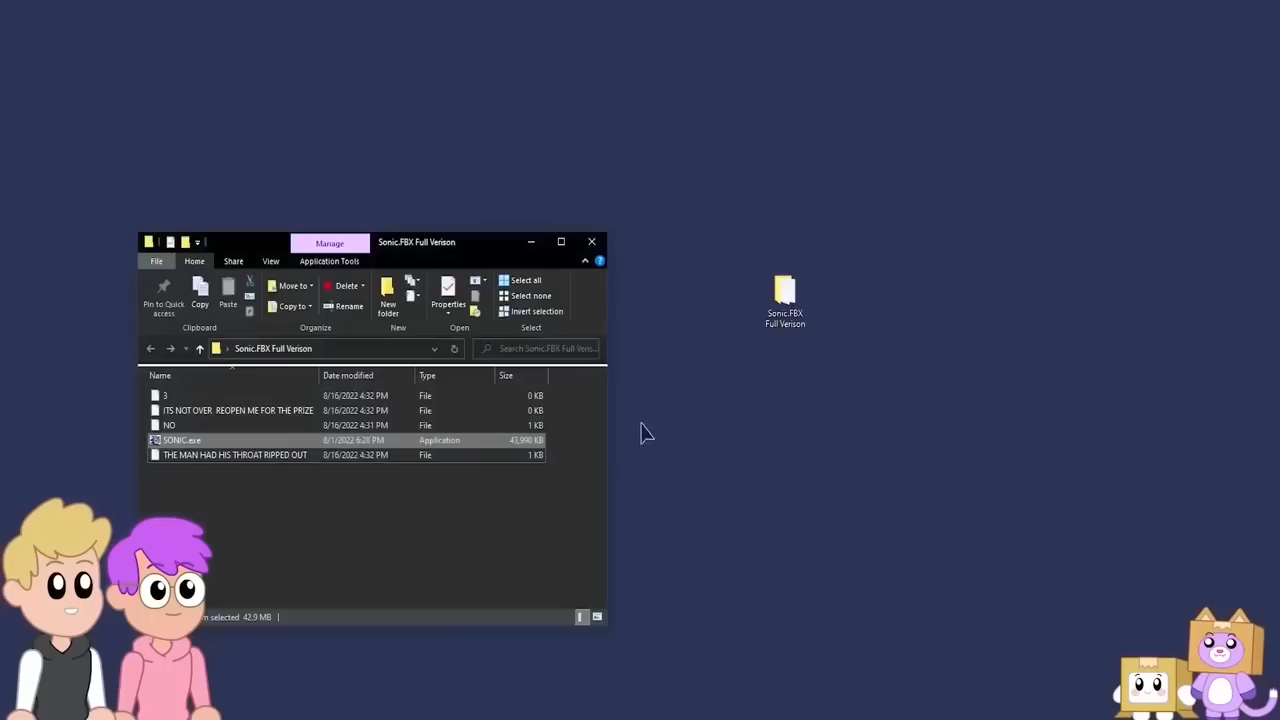 Manage
Sonic.FBX Full Verison
File Home Share View Application Tools
Pin to Quick access
Copy
Paste
Move to
Copy to
Delete
Rename
New folder
Properties
Select all
Select none
Invert selection
Clipboard Organize New Open Select
Sonic.FBX Full Verison
Search Sonic.FBX Full Veris...
Name Date modified Type Size
3 8/16/2022 4:32 PM File 0 KB
ITS NOT OVER REOPEN ME FOR THE PRIZE 8/16/2022 4:32 PM File 0 KB
NO 8/16/2022 4:31 PM File 1 KB
SONIC.exe 8/1/2022 6:28 PM Application 43,990 KB
THE MAN HAD HIS THROAT RIPPED OUT 8/16/2022 4:32 PM File 1 KB
selected 42.9 MB
Sonic.FBX
Full Verison